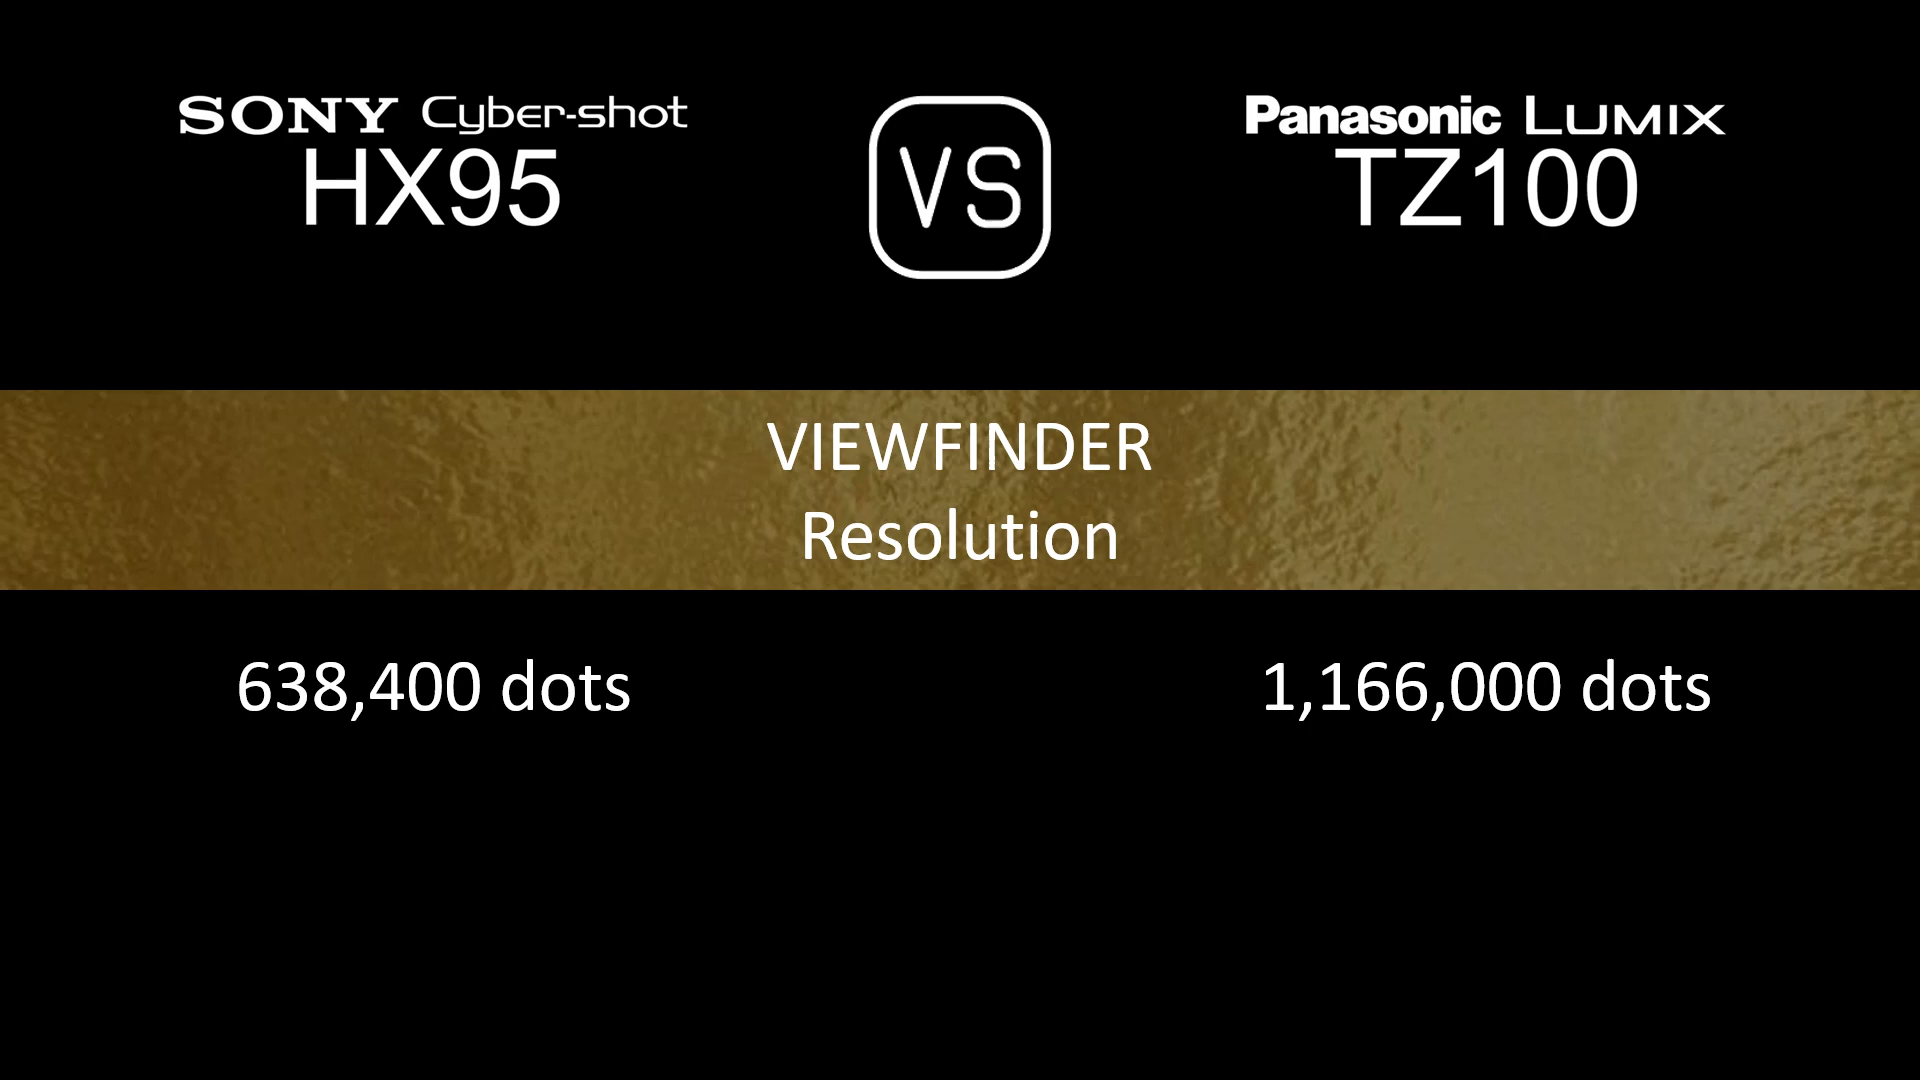 SONY Cyber-shot
HX95
VS
Panasonic LUMIX
TZ100
VIEWFINDER
Resolution
638,400 dots
1,166,000 dots